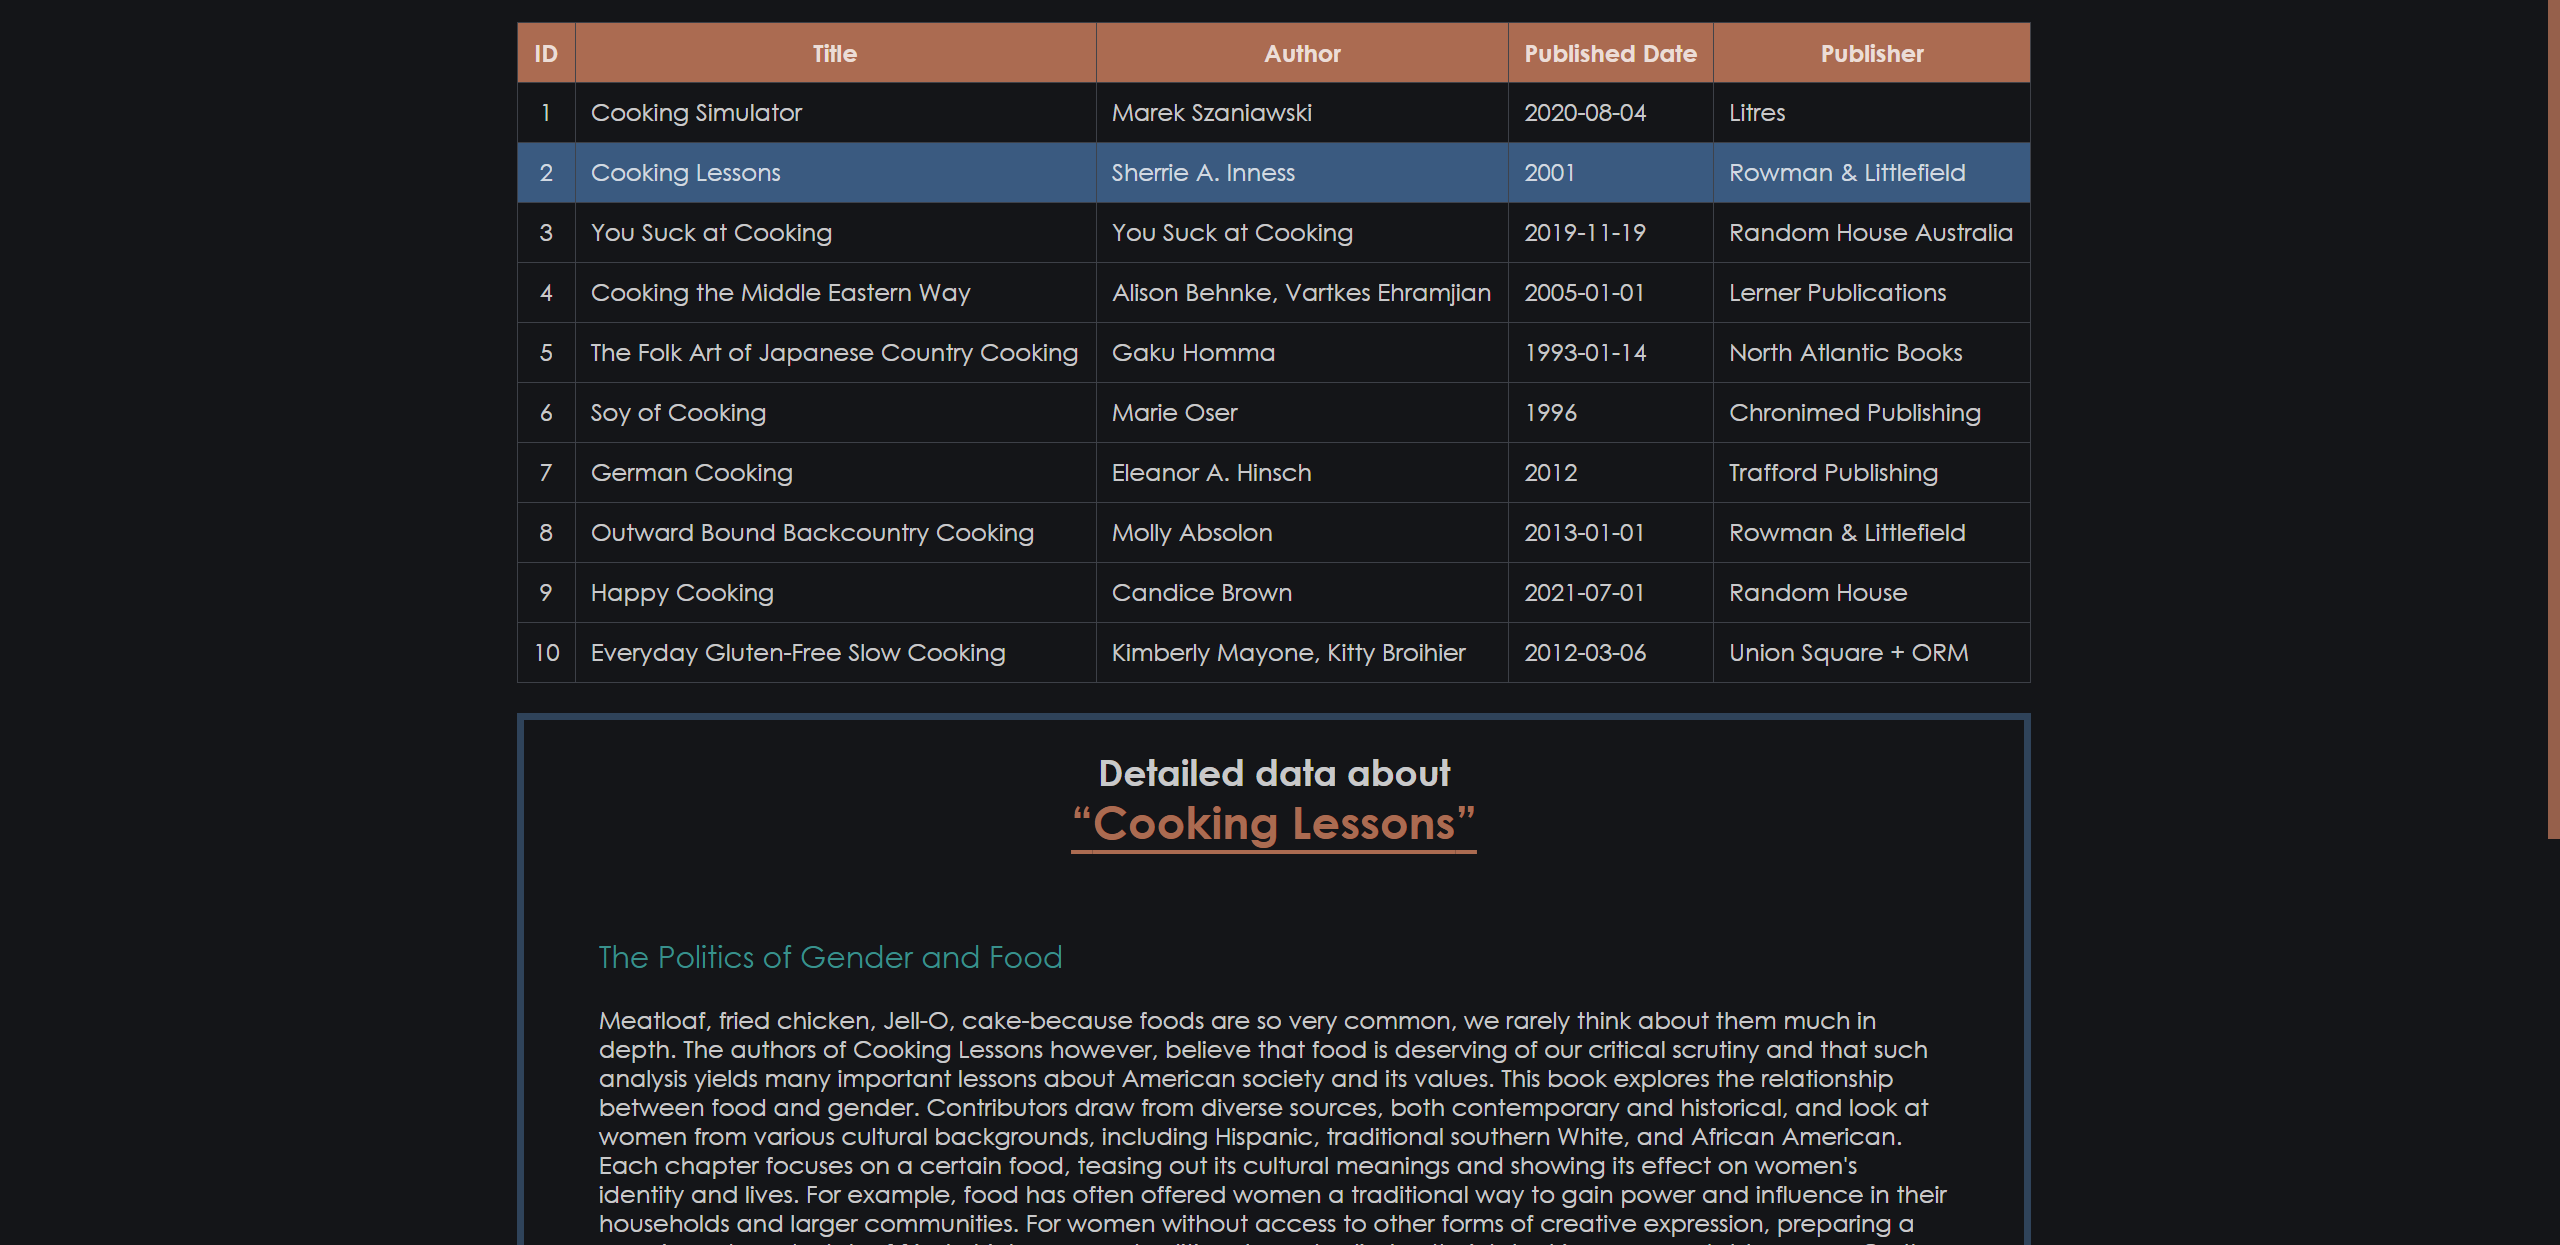 ID Title Author Published Date Publisher
1 Cooking Simulator Marek Szaniawski 2020-08-04 Litres
2 Cooking Lessons Sherrie A. Inness 2001 Rowman & Littlefield
3 You Suck at Cooking You Suck at Cooking 2019-11-19 Random House Australia
4 Cooking the Middle Eastern Way Alison Behnke, Vartkes Ehramjian 2005-01-01 Lerner Publications
5 The Folk Art of Japanese Country Cooking Gaku Homma 1993-01-14 North Atlantic Books
6 Soy of Cooking Marie Oser 1996 Chronimed Publishing
7 German Cooking Eleanor A. Hinsch 2012 Trafford Publishing
8 Outward Bound Backcountry Cooking Molly Absolon 2013-01-01 Rowman & Littlefield
9 Happy Cooking Candice Brown 2021-07-01 Random House
10 Everyday Gluten-Free Slow Cooking Kimberly Mayone, Kitty Broihier 2012-03-06 Union Square + ORM
Detailed data about
“Cooking Lessons”
The Politics of Gender and Food
Meatloaf, fried chicken, Jell-O, cake-because foods are so very common, we rarely think about them much in
depth. The authors of Cooking Lessons however, believe that food is deserving of our critical scrutiny and that such
analysis yields many important lessons about American society and its values. This book explores the relationship
between food and gender. Contributors draw from diverse sources, both contemporary and historical, and look at
women from various cultural backgrounds, including Hispanic, traditional southern White, and African American.
Each chapter focuses on a certain food, teasing out its cultural meanings and showing its effect on women's
identity and lives. For example, food has often offered women a traditional way to gain power and influence in their
households and larger communities. For women without access to other forms of creative expression, preparing a